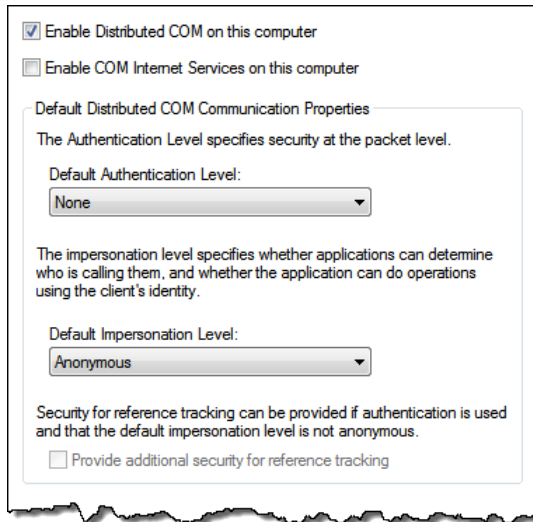 Enable Distributed COM on this computer
Enable COM Internet Services on this computer
Default Distributed COM Communication Properties
The Authentication Level specifies security at the packet level.
Default Authentication Level:
None
The impersonation level specifies whether applications can determine
who is calling them, and whether the application can do operations
using the client's identity.
Default Impersonation Level:
Anonymous
Security for reference tracking can be provided if authentication is used
and that the default impersonation level is not anonymous.
Provide additional security for reference tracking